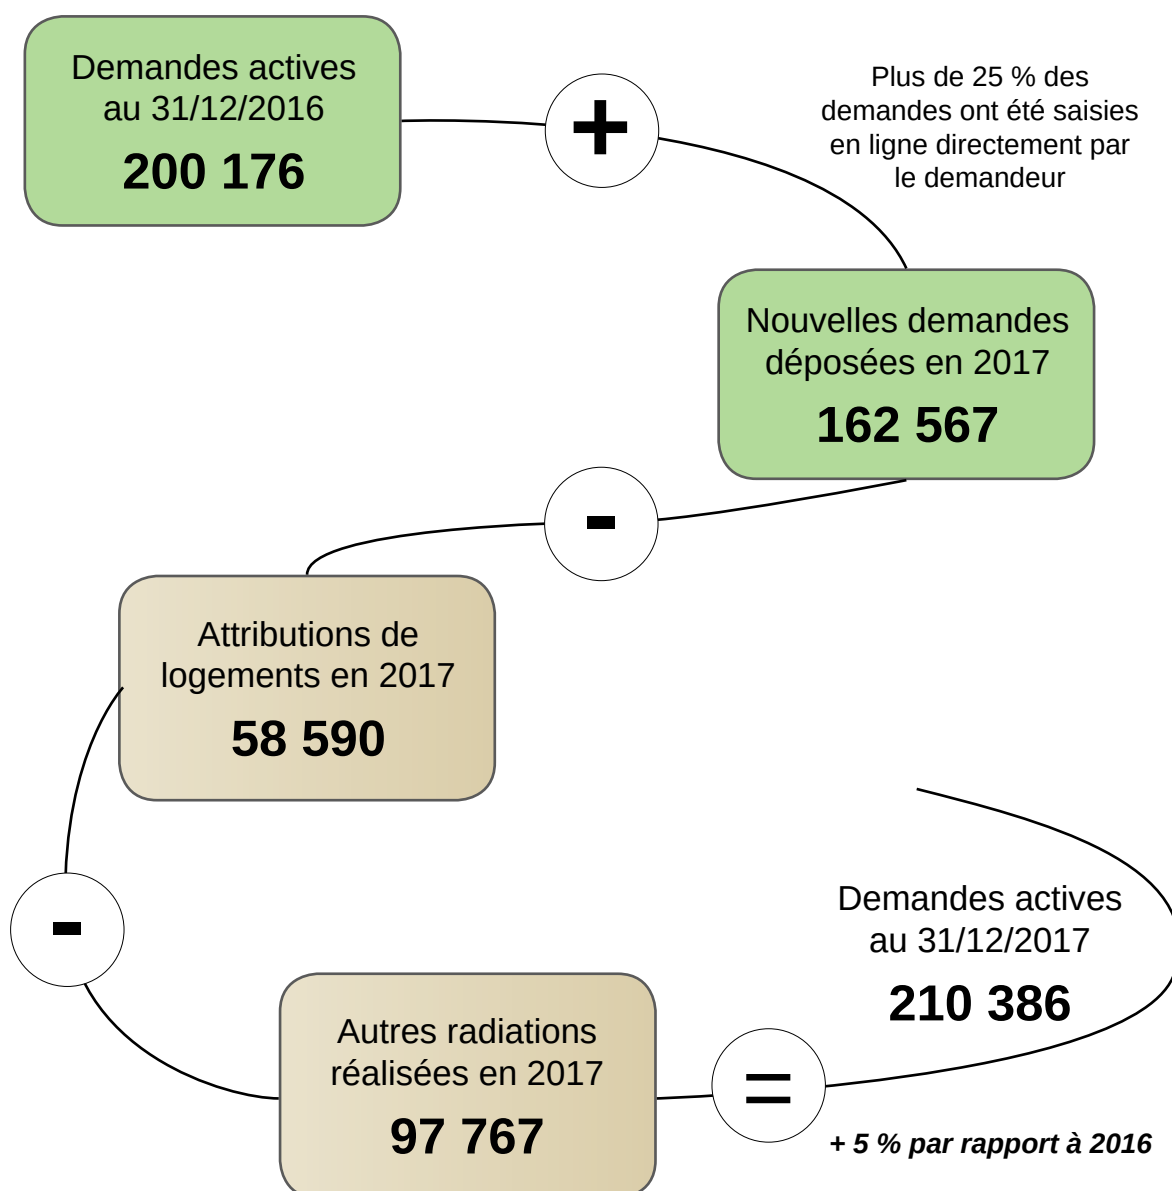 Demandes actives
au 31/12/2016
200 176
+
Plus de 25 % des
demandes ont été saisies
en ligne directement par
le demandeur
Nouvelles demandes
déposées en 2017
162 567
-
Attributions de
logements en 2017
58 590
-
Autres radiations
réalisées en 2017
97 767
=
Demandes actives
au 31/12/2017
210 386
+ 5 % par rapport à 2016